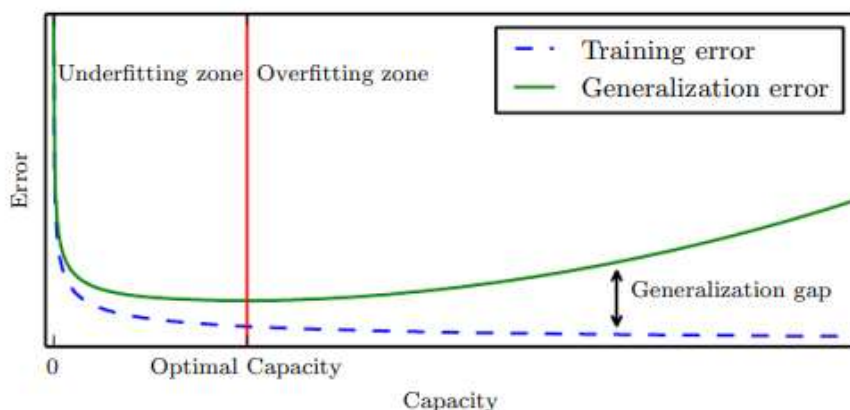 Training error
Generalization error
Underfitting zone
Overfitting zone
Error
Generalization gap
0
Optimal Capacity
Capacity